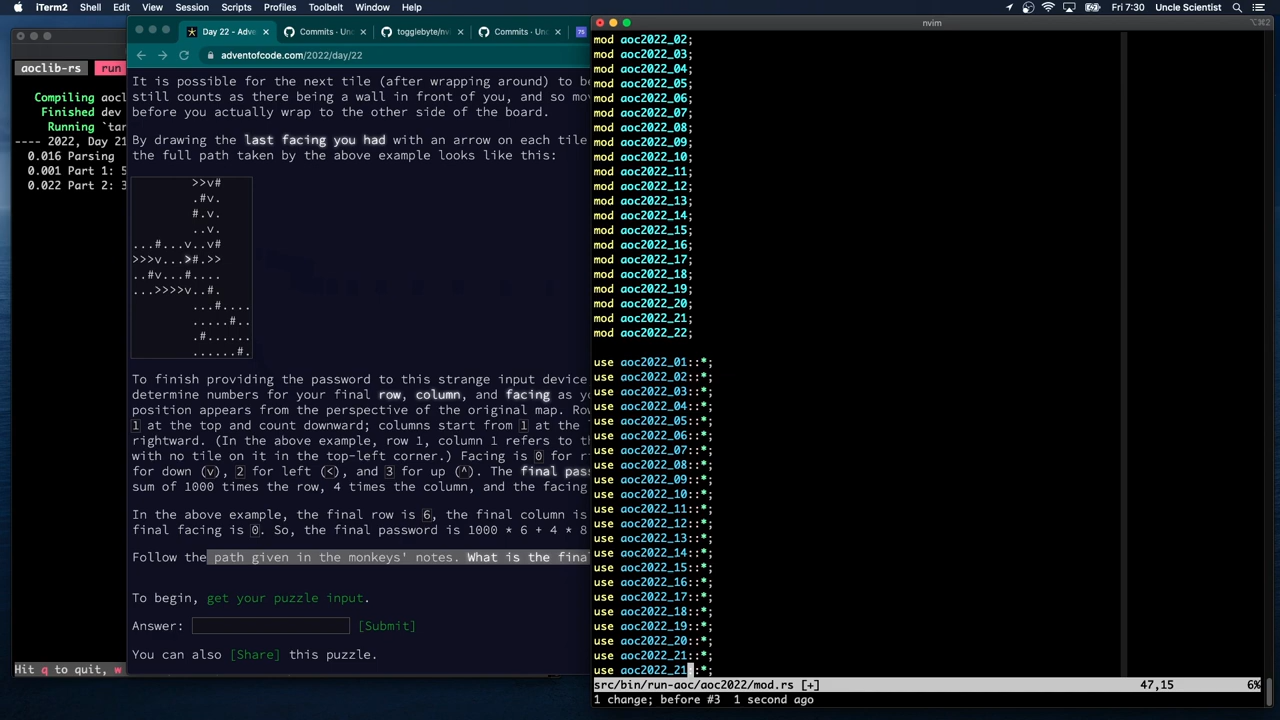 iTerm2 Shell Edit View Session Scripts Profiles Toolbelt Window Help
Fri 7:30 Uncle Scientist
aoclib-rs run
Compiling aocl
Finished dev
Running `tar
---- 2022, Day 21
0.016 Parsing
0.001 Part 1: 5
0.022 Part 2: 3
Hit q to quit, w
Day 22 - Adve
Commits · Unc
togglebyte/nv
Commits · Unc
adventofcode.com/2022/day/22
It is possible for the next tile (after wrapping around) to be
still counts as there being a wall in front of you, and so mov
before you actually wrap to the other side of the board.
By drawing the last facing you had with an arrow on each tile
the full path taken by the above example looks like this:
>>v#
.#v.
#.v.
..v.
...#...v..v#
>>>v...>#.>>
..#v...#....
...>>>>v..#.
...#....
.....#..
.#......
......#.
To finish providing the password to this strange input device
determine numbers for your final row, column, and facing as yo
position appears from the perspective of the original map. Row
1 at the top and count downward; columns start from 1 at the
rightward. (In the above example, row 1, column 1 refers to th
with no tile on it in the top-left corner.) Facing is 0 for ri
for down (v), 2 for left (<), and 3 for up (^). The final pass
sum of 1000 times the row, 4 times the column, and the facing
In the above example, the final row is 6, the final column is
final facing is 0. So, the final password is 1000 * 6 + 4 * 8
Follow the path given in the monkeys' notes. What is the fina
To begin, get your puzzle input.
Answer: [Submit]
You can also [Share] this puzzle.
nvim
⌥⌘2
mod aoc2022_02;
mod aoc2022_03;
mod aoc2022_04;
mod aoc2022_05;
mod aoc2022_06;
mod aoc2022_07;
mod aoc2022_08;
mod aoc2022_09;
mod aoc2022_10;
mod aoc2022_11;
mod aoc2022_12;
mod aoc2022_13;
mod aoc2022_14;
mod aoc2022_15;
mod aoc2022_16;
mod aoc2022_17;
mod aoc2022_18;
mod aoc2022_19;
mod aoc2022_20;
mod aoc2022_21;
mod aoc2022_22;
use aoc2022_01::*;
use aoc2022_02::*;
use aoc2022_03::*;
use aoc2022_04::*;
use aoc2022_05::*;
use aoc2022_06::*;
use aoc2022_07::*;
use aoc2022_08::*;
use aoc2022_09::*;
use aoc2022_10::*;
use aoc2022_11::*;
use aoc2022_12::*;
use aoc2022_13::*;
use aoc2022_14::*;
use aoc2022_15::*;
use aoc2022_16::*;
use aoc2022_17::*;
use aoc2022_18::*;
use aoc2022_19::*;
use aoc2022_20::*;
use aoc2022_21::*;
use aoc2022_21::*;
src/bin/run-aoc/aoc2022/mod.rs [+] 47,15 6%
1 change; before #3 1 second ago